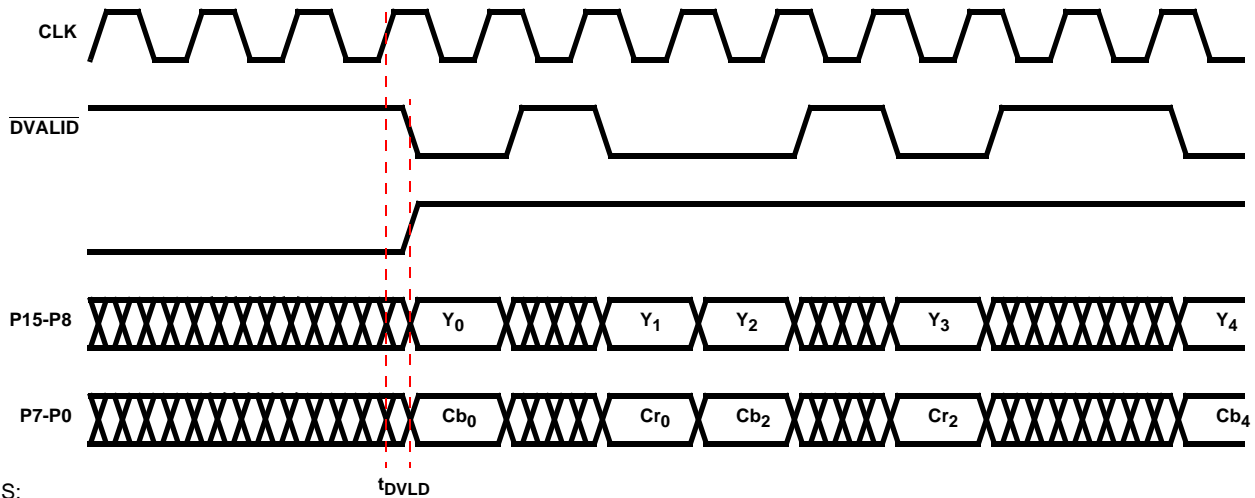 CLK
DVALID
P15-P8 Y0 Y1 Y2 Y3 Y4
P7-P0 Cb0 Cr0 Cb2 Cr2 Cb4
tDVLD
S: